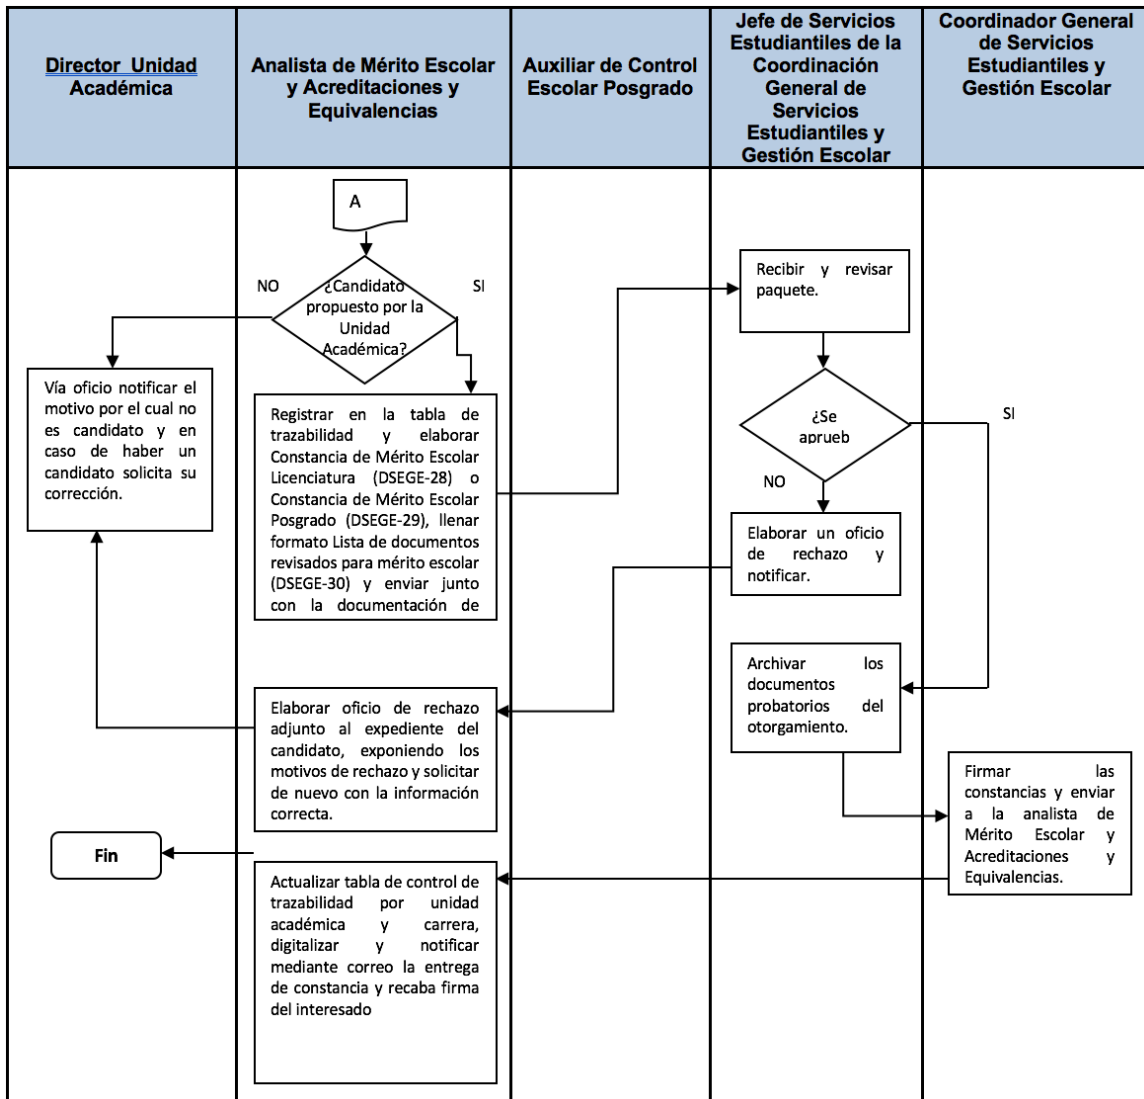 Director Unidad
Académica
Analista de Mérito Escolar
y Acreditaciones y
Equivalencias
Auxiliar de Control
Escolar Posgrado
Jefe de Servicios
Estudiantiles de la
Coordinación
General de
Servicios
Estudiantiles y
Gestión Escolar
Coordinador General
de Servicios
Estudiantiles y
Gestión Escolar
A
NO
¿Candidato
propuesto por la
Unidad
Académica?
SI
Vía oficio notificar el
motivo por el cual no
es candidato y en
caso de haber un
candidato solicita su
corrección.
Registrar en la tabla de
trazabilidad y elaborar
Constancia de Mérito Escolar
Licenciatura (DSEGE-28) o
Constancia de Mérito Escolar
Posgrado (DSEGE-29), llenar
formato Lista de documentos
revisados para mérito escolar
(DSEGE-30) y enviar junto
con la documentación de
Recibir y revisar
paquete.
¿Se
aprueb
SI
NO
Elaborar un oficio
de rechazo y
notificar.
Elaborar oficio de rechazo
adjunto al expediente del
candidato, exponiendo los
motivos de rechazo y solicitar
de nuevo con la información
correcta.
Archivar los
documentos
probatorios del
otorgamiento.
Firmar las
constancias y enviar
a la analista de
Mérito Escolar y
Acreditaciones y
Equivalencias.
Fin
Actualizar tabla de control de
trazabilidad por unidad
académica y carrera,
digitalizar y notificar
mediante correo la entrega
de constancia y recaba firma
del interesado